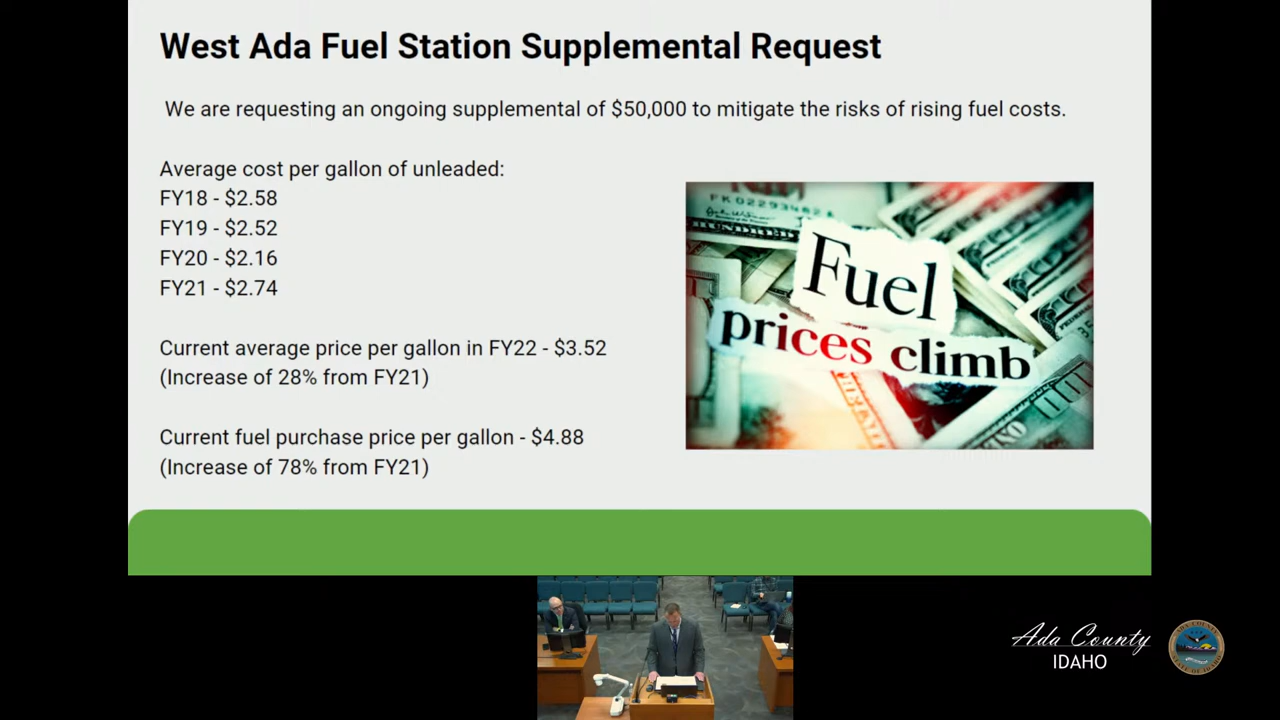 West Ada Fuel Station Supplemental Request
We are requesting an ongoing supplemental of $50,000 to mitigate the risks of rising fuel costs.
Average cost per gallon of unleaded:
FY18 - $2.58
FY19 - $2.52
FY20 - $2.16
FY21 - $2.74
Current average price per gallon in FY22 - $3.52
(Increase of 28% from FY21)
Current fuel purchase price per gallon - $4.88
(Increase of 78% from FY21)
Fuel
prices climb
Ada County
IDAHO